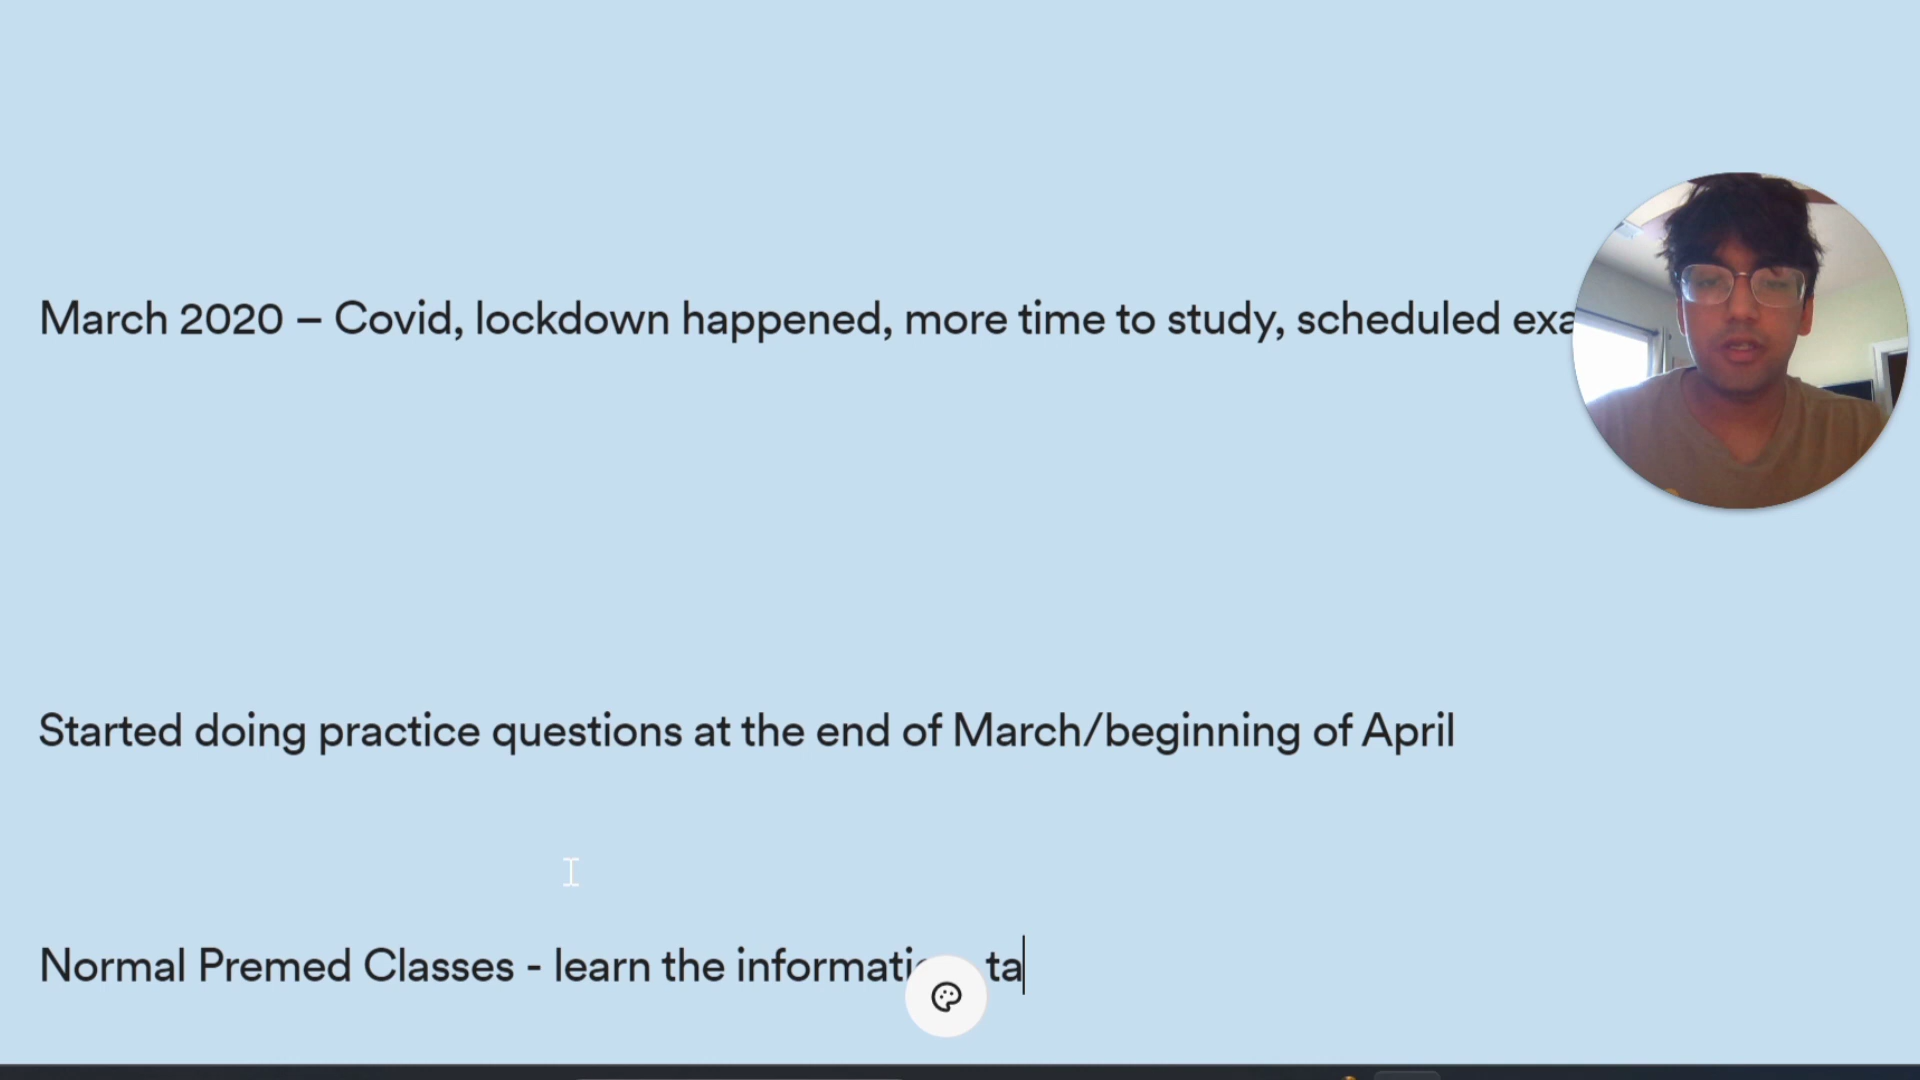 March 2020 – Covid, lockdown happened, more time to study, scheduled exa
Started doing practice questions at the end of March/beginning of April
Normal Premed Classes - learn the informati ta